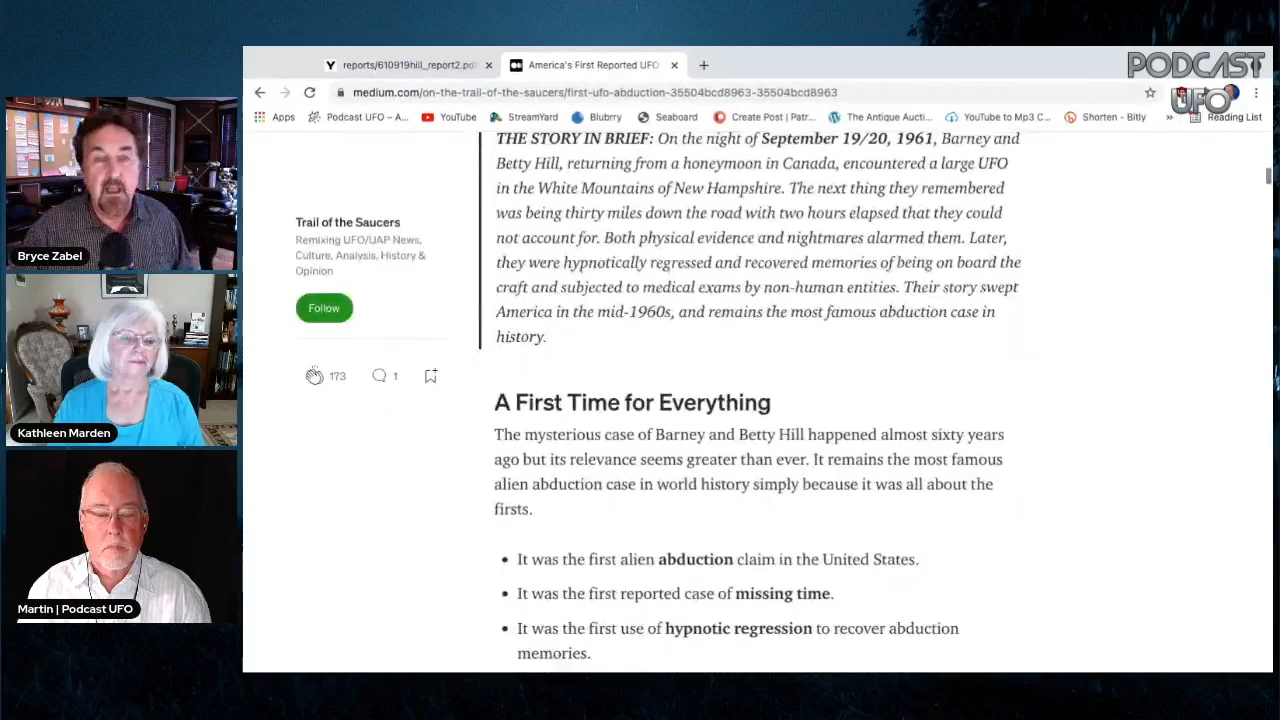 PODCAST
UFO
reports/610919hill_report2.pdf
America's First Reported UFO
medium.com/on-the-trail-of-the-saucers/first-ufo-abduction-35504bcd8963-35504bcd8963
Apps
Podcast UFO – A...
YouTube
StreamYard
Blubrry
Seaboard
Create Post | Patr...
The Antique Aucti...
YouTube to Mp3 C...
Shorten - Bitly
»
Reading List
THE STORY IN BRIEF: On the night of September 19/20, 1961, Barney and
Betty Hill, returning from a honeymoon in Canada, encountered a large UFO
in the White Mountains of New Hampshire. The next thing they remembered
was being thirty miles down the road with two hours elapsed that they could
not account for. Both physical evidence and nightmares alarmed them. Later,
they were hypnotically regressed and recovered memories of being on board the
craft and subjected to medical exams by non-human entities. Their story swept
America in the mid-1960s, and remains the most famous abduction case in
history.
Trail of the Saucers
Remixing UFO/UAP News,
Culture, Analysis, History &
Opinion
Follow
173
1
A First Time for Everything
The mysterious case of Barney and Betty Hill happened almost sixty years
ago but its relevance seems greater than ever. It remains the most famous
alien abduction case in world history simply because it was all about the
firsts.
• It was the first alien abduction claim in the United States.
• It was the first reported case of missing time.
• It was the first use of hypnotic regression to recover abduction
memories.
Bryce Zabel
Kathleen Marden
Martin | Podcast UFO